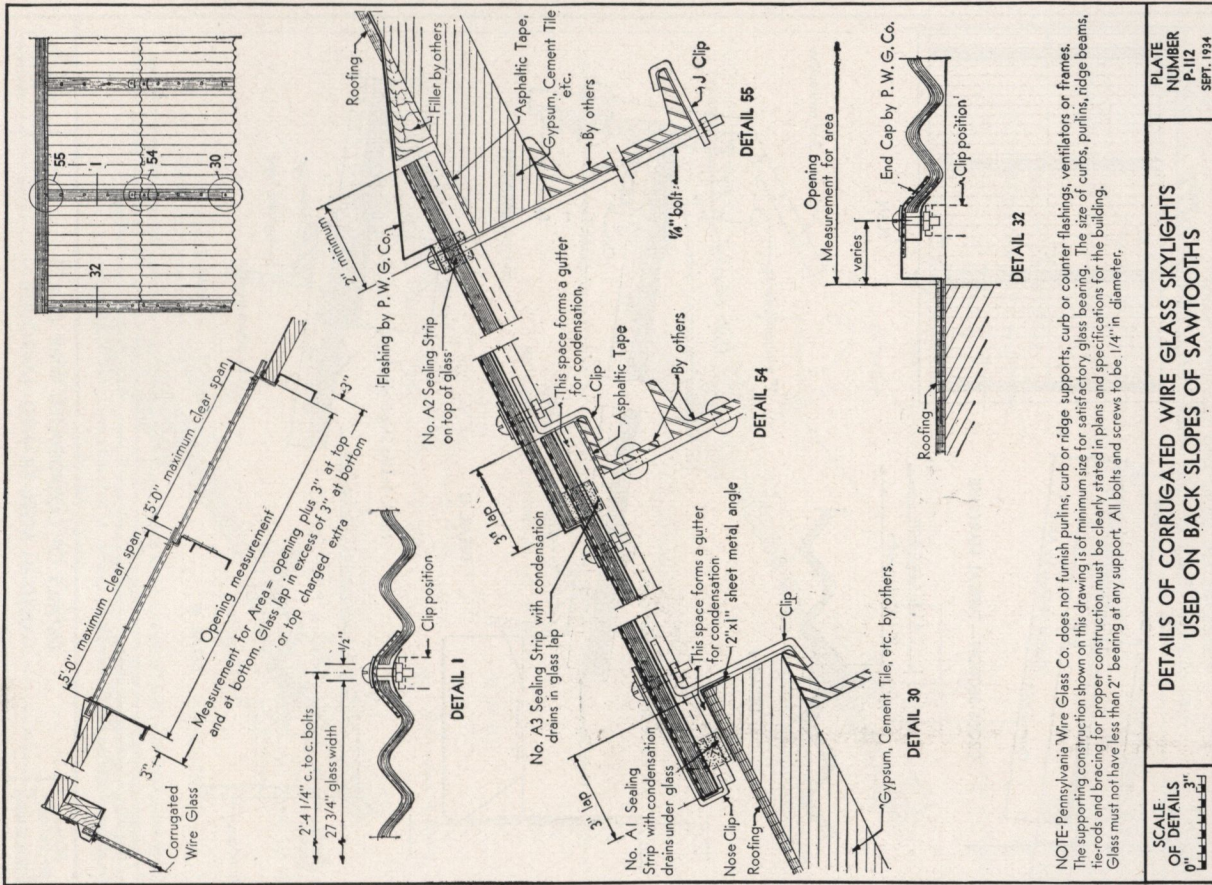 5'-0" maximum clear span
5'-0" maximum clear span
3"
Opening measurement
3"
Measurement for Area = opening plus 3" at top
and at bottom. Glass lap in excess of 3" at bottom
or top charged extra
Corrugated
Wire Glass
55
1
54
30
32
2'-4 1/4" c. to c. bolts
27 3/4" glass width
1/2"
Clip position
DETAIL 1
Roofing
Filler by others
Asphaltic Tape,
Gypsum, Cement Tile
etc.
By others
J Clip
1/4" bolt
DETAIL 55
2" minimum
Flashing by P. W. G. Co.
No. A2 Sealing Strip
on top of glass
This space forms a gutter
for condensation,
Clip
Asphaltic Tape
By others
DETAIL 54
3" lap
No. A3 Sealing Strip with condensation
drains in glass lap
This space forms a gutter
for condensation
2"x1" sheet metal angle
Clip
3" lap
No. A1 Sealing
Strip with condensation
drains under glass
Nose Clip
Roofing
Gypsum, Cement Tile, etc. by others,
DETAIL 30
Opening
Measurement for area
varies
End Cap by P. W. G. Co.
Clip position
Roofing
DETAIL 32
NOTE-Pennsylvania Wire Glass Co. does not furnish purlins, curb or ridge supports, curb or counter flashings, ventilators or frames.
The supporting construction shown on this drawing is of minimum size for satisfactory glass bearing. The size of curbs, purlins, ridge beams,
tie-rods and bracing for proper construction must be clearly stated in plans and specifications for the building.
Glass must not have less than 2" bearing at any support. All bolts and screws to be 1/4" in diameter.
SCALE
OF DETAILS
0" 3"
DETAILS OF CORRUGATED WIRE GLASS SKYLIGHTS
USED ON BACK SLOPES OF SAWTOOTHS
PLATE
NUMBER
P-112
SEPT. 1934